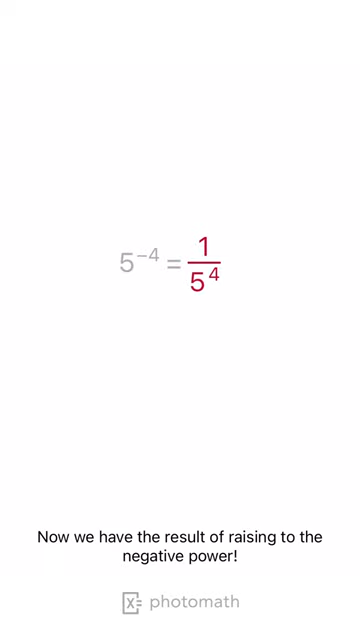 5⁻⁴ = 1/5⁴
Now we have the result of raising to the
negative power!
photomath